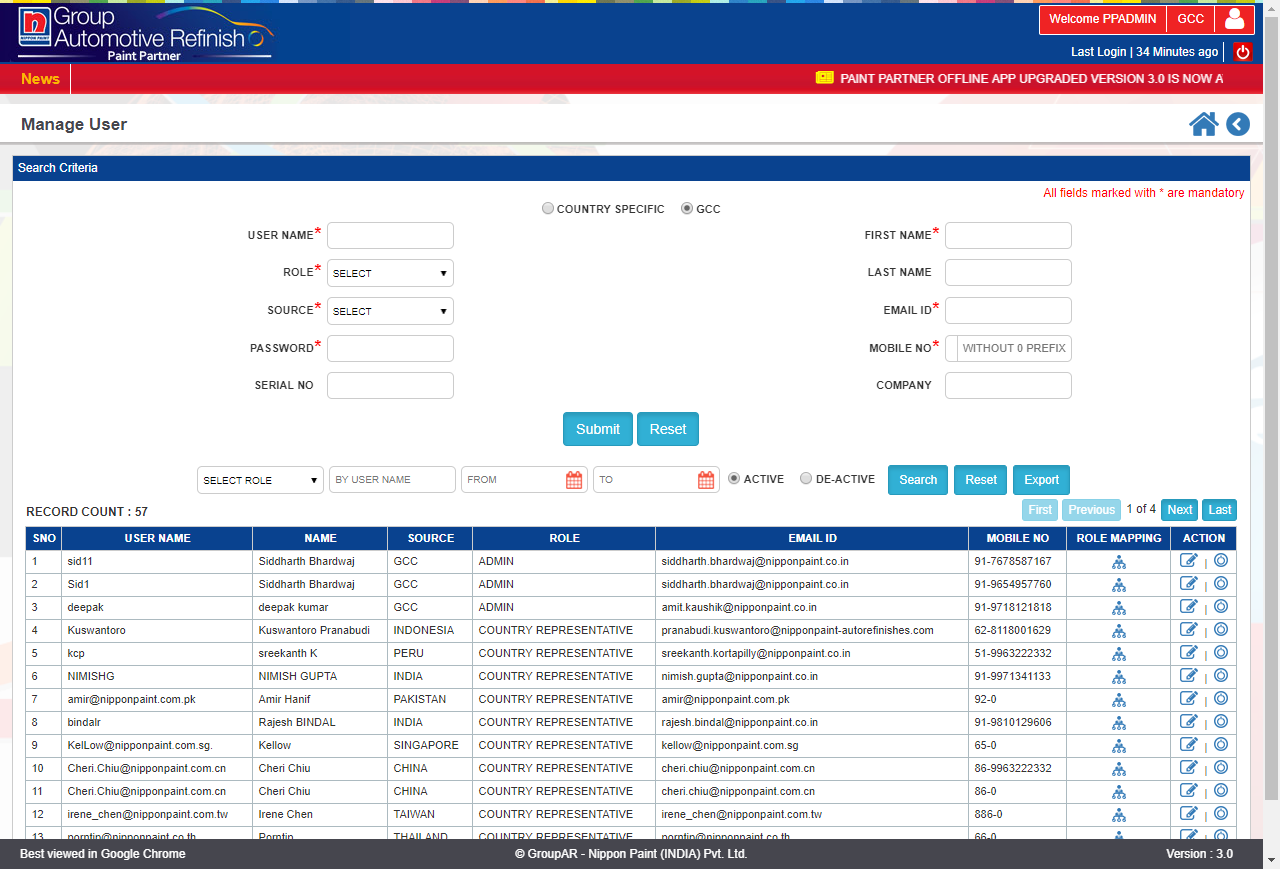 n Group
NIPPON PAINT Automotive Refinish
Paint Partner
Welcome PPADMIN GCC
Last Login | 34 Minutes ago
News PAINT PARTNER OFFLINE APP UPGRADED VERSION 3.0 IS NOW A
Manage User
Search Criteria
All fields marked with * are mandatory
COUNTRY SPECIFIC GCC
USER NAME* FIRST NAME*
ROLE* SELECT LAST NAME
SOURCE* SELECT EMAIL ID*
PASSWORD* MOBILE NO* WITHOUT 0 PREFIX
SERIAL NO COMPANY
Submit Reset
SELECT ROLE BY USER NAME FROM TO ACTIVE DE-ACTIVE Search Reset Export
RECORD COUNT : 57 First Previous 1 of 4 Next Last
SNO USER NAME NAME SOURCE ROLE EMAIL ID MOBILE NO ROLE MAPPING ACTION
1 sid11 Siddharth Bhardwaj GCC ADMIN siddharth.bhardwaj@nipponpaint.co.in 91-7678587167 |
2 Sid1 Siddharth Bhardwaj GCC ADMIN siddharth.bhardwaj@nipponpaint.co.in 91-9654957760 |
3 deepak deepak kumar GCC ADMIN amit.kaushik@nipponpaint.co.in 91-9718121818 |
4 Kuswantoro Kuswantoro Pranabudi INDONESIA COUNTRY REPRESENTATIVE pranabudi.kuswantoro@nipponpaint-autorefinishes.com 62-8118001629 |
5 kcp sreekanth K PERU COUNTRY REPRESENTATIVE sreekanth.kortapilly@nipponpaint.co.in 51-9963222332 |
6 NIMISHG NIMISH GUPTA INDIA COUNTRY REPRESENTATIVE nimish.gupta@nipponpaint.co.in 91-9971341133 |
7 amir@nipponpaint.com.pk Amir Hanif PAKISTAN COUNTRY REPRESENTATIVE amir@nipponpaint.com.pk 92-0 |
8 bindalr Rajesh BINDAL INDIA COUNTRY REPRESENTATIVE rajesh.bindal@nipponpaint.co.in 91-9810129606 |
9 KelLow@nipponpaint.com.sg. Kellow SINGAPORE COUNTRY REPRESENTATIVE kellow@nipponpaint.com.sg 65-0 |
10 Cheri.Chiu@nipponpaint.com.cn Cheri Chiu CHINA COUNTRY REPRESENTATIVE cheri.chiu@nipponpaint.com.cn 86-9963222332 |
11 Cheri.Chiu@nipponpaint.com.cn Cheri Chiu CHINA COUNTRY REPRESENTATIVE cheri.chiu@nipponpaint.com.cn 86-0 |
12 irene_chen@nipponpaint.com.tw Irene Chen TAIWAN COUNTRY REPRESENTATIVE irene_chen@nipponpaint.com.tw 886-0 |
13 porntip@nipponpaint.co.th Porntip THAILAND COUNTRY REPRESENTATIVE porntip@nipponpaint.co.th 66-0
Best viewed in Google Chrome © GroupAR - Nippon Paint (INDIA) Pvt. Ltd. Version : 3.0